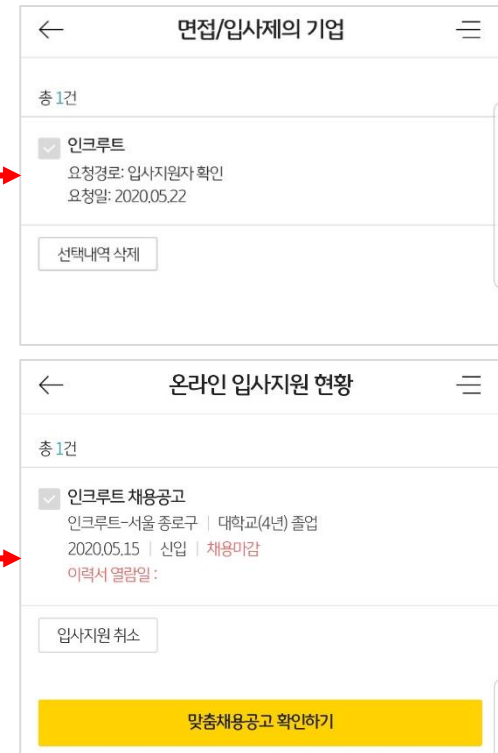 면접/입사제의 기업
총 1건
인크루트
요청경로: 입사지원자 확인
요청일: 2020.05.22
선택내역 삭제
온라인 입사지원 현황
총 1건
인크루트 채용공고
인크루트-서울 종로구 | 대학교(4년) 졸업
2020.05.15 | 신입 | 채용마감
이력서 열람일 :
입사지원 취소
맞춤채용공고 확인하기